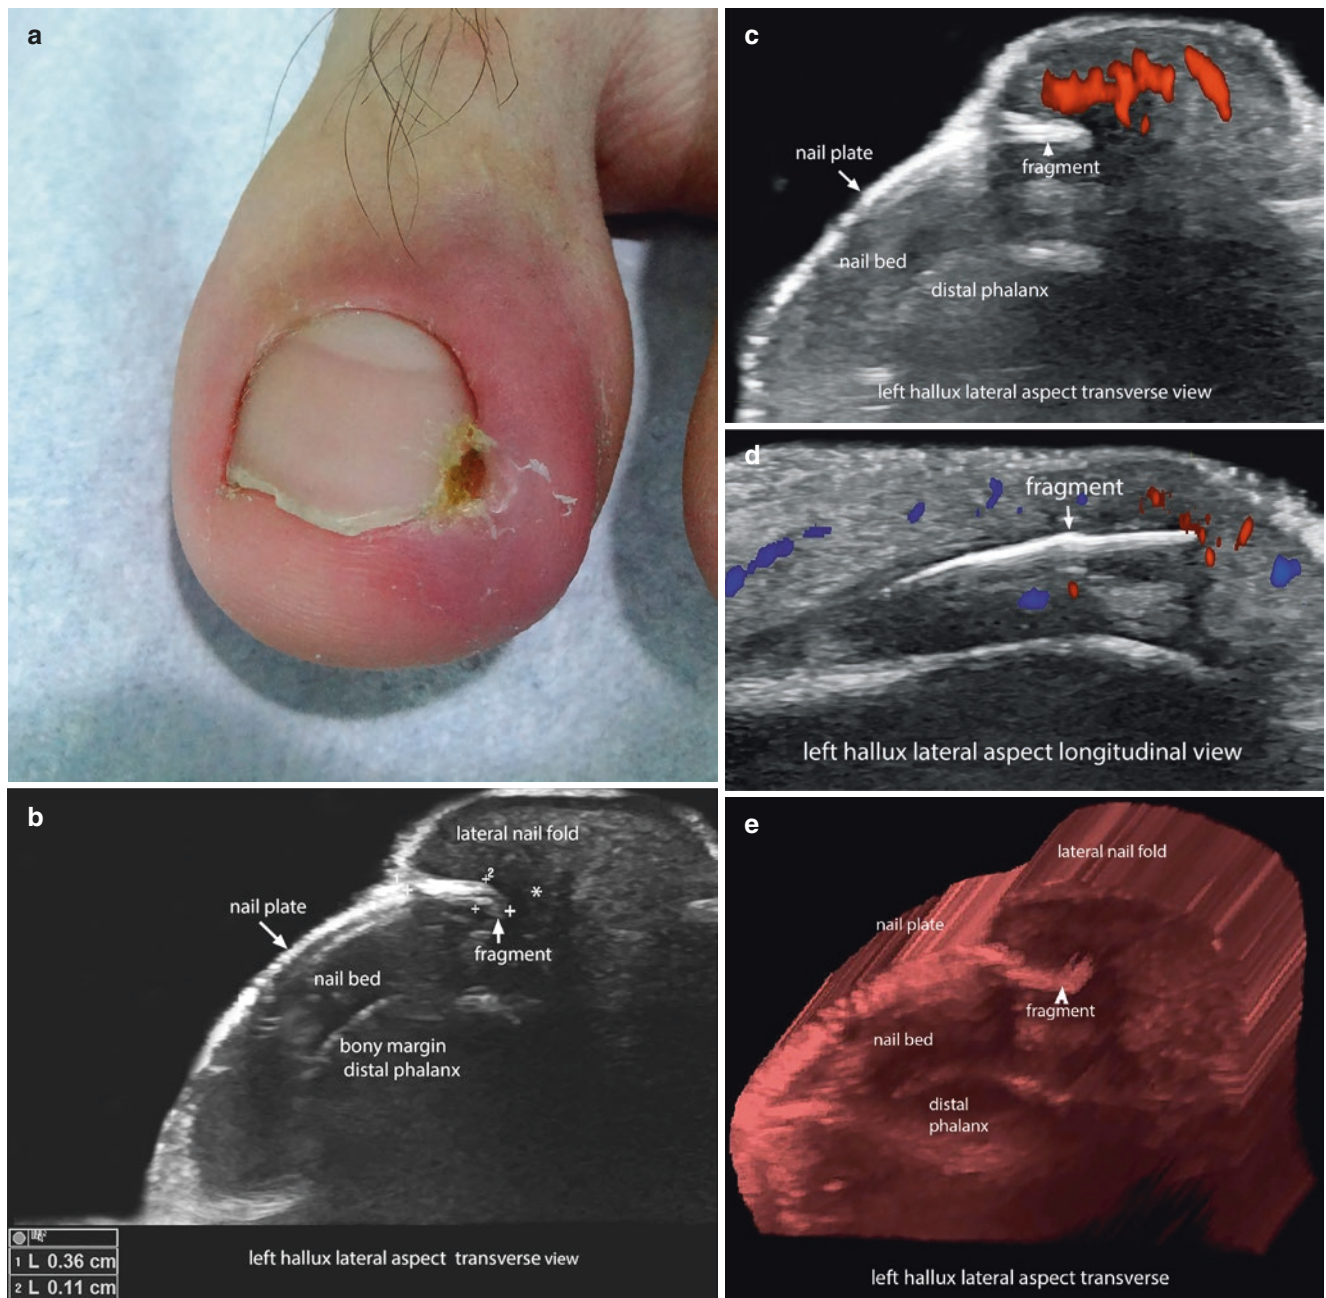 a
b
lateral nail fold
1
2
*
nail plate
fragment
nail bed
bony margin
distal phalanx
1 L 0.36 cm
2 L 0.11 cm
left hallux lateral aspect transverse view
c
nail plate
fragment
nail bed
distal phalanx
left hallux lateral aspect transverse view
d
fragment
left hallux lateral aspect longitudinal view
e
lateral nail fold
nail plate
fragment
nail bed
distal
phalanx
left hallux lateral aspect transverse